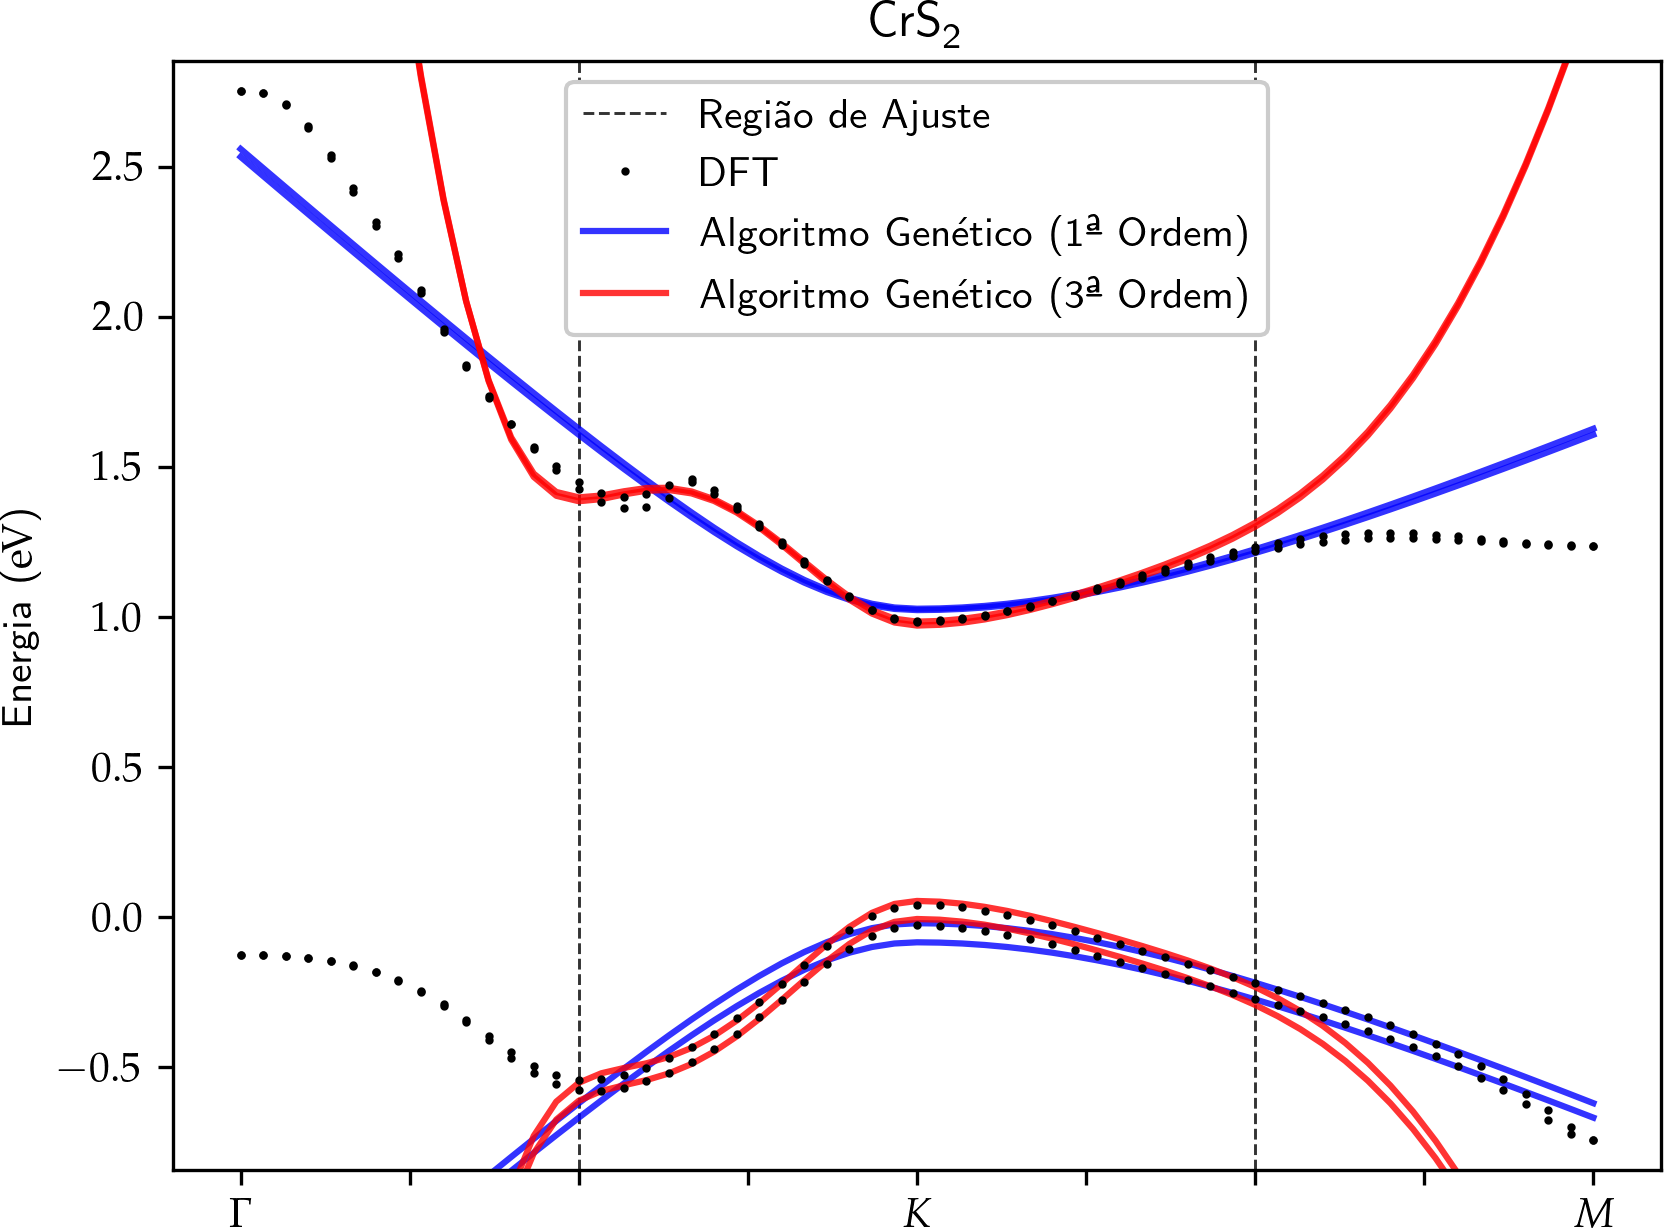 CrS₂
Região de Ajuste
DFT
Algoritmo Genético (1ª Ordem)
Algoritmo Genético (3ª Ordem)
Energia (eV)
2.5
2.0
1.5
1.0
0.5
0.0
−0.5
Γ K M